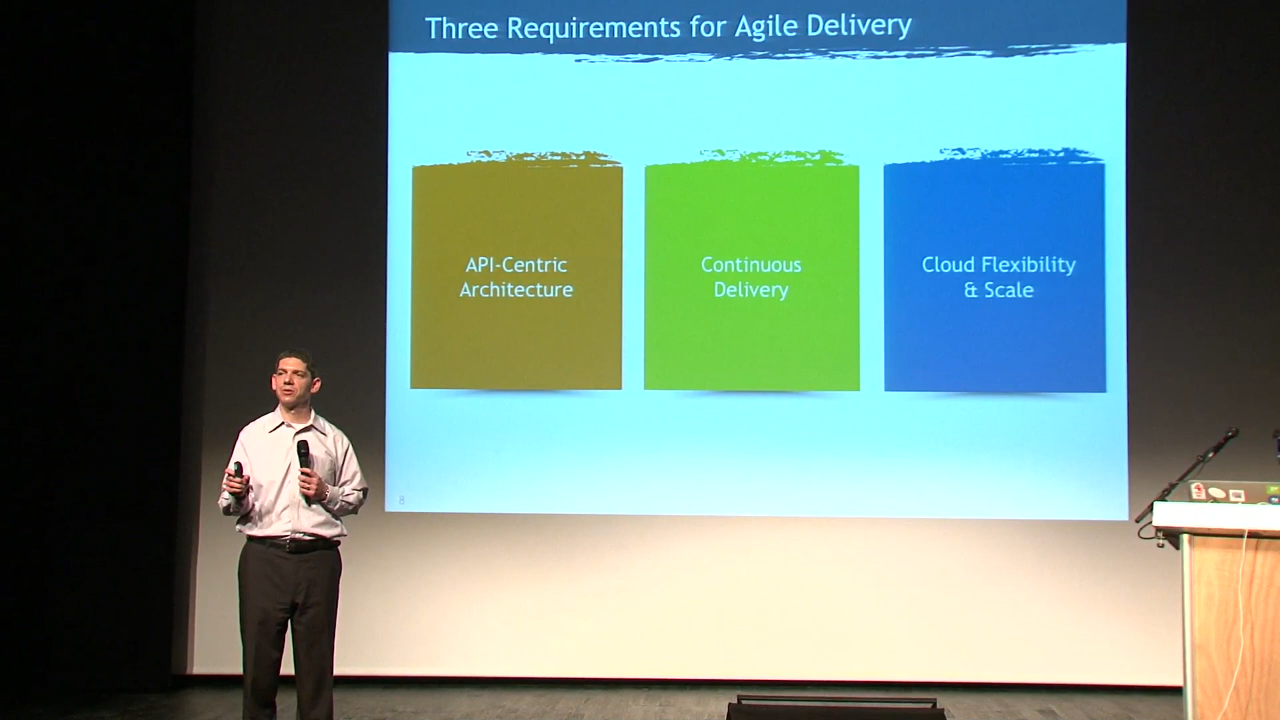 Three Requirements for Agile Delivery
API-Centric
Architecture
Continuous
Delivery
Cloud Flexibility
& Scale
8